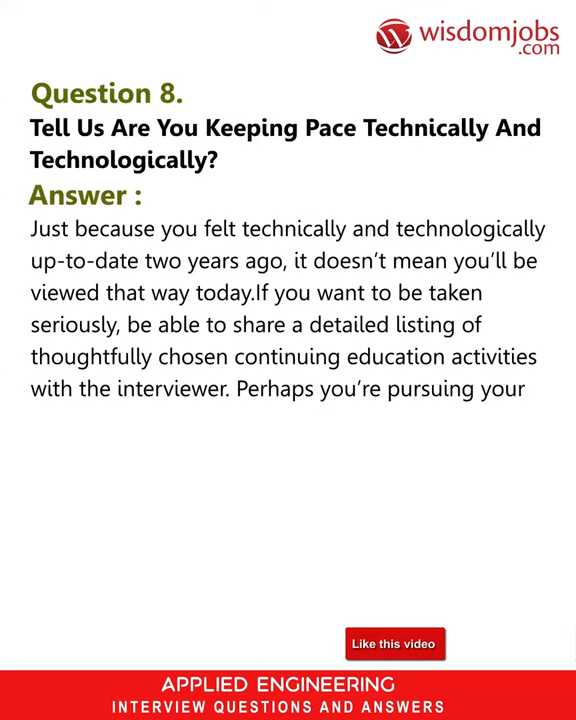 wisdomjobs
.com
Question 8.
Tell Us Are You Keeping Pace Technically And
Technologically?
Answer :
Just because you felt technically and technologically
up-to-date two years ago, it doesn't mean you'll be
viewed that way today.If you want to be taken
seriously, be able to share a detailed listing of
thoughtfully chosen continuing education activities
with the interviewer. Perhaps you're pursuing your
Like this video
APPLIED ENGINEERING
INTERVIEW QUESTIONS AND ANSWERS